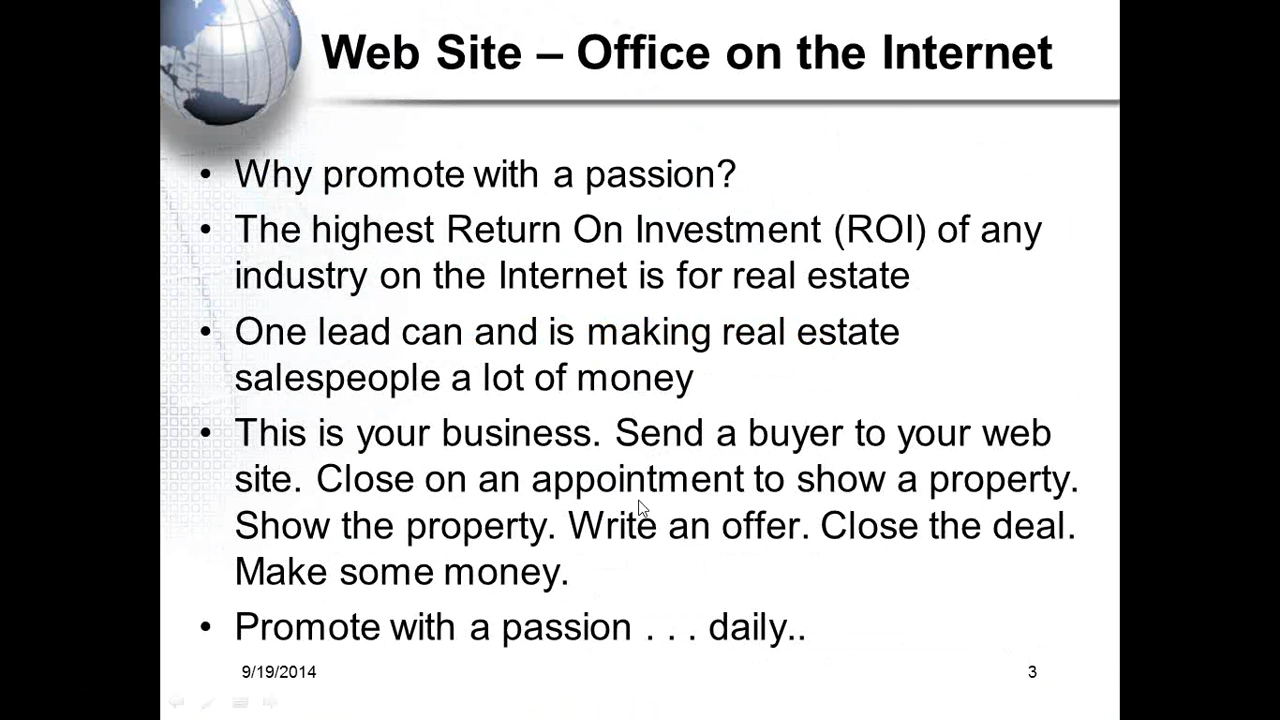 Web Site – Office on the Internet
• Why promote with a passion?
• The highest Return On Investment (ROI) of any
industry on the Internet is for real estate
• One lead can and is making real estate
salespeople a lot of money
• This is your business. Send a buyer to your web
site. Close on an appointment to show a property.
Show the property. Write an offer. Close the deal.
Make some money.
• Promote with a passion . . . daily..
9/19/2014
3